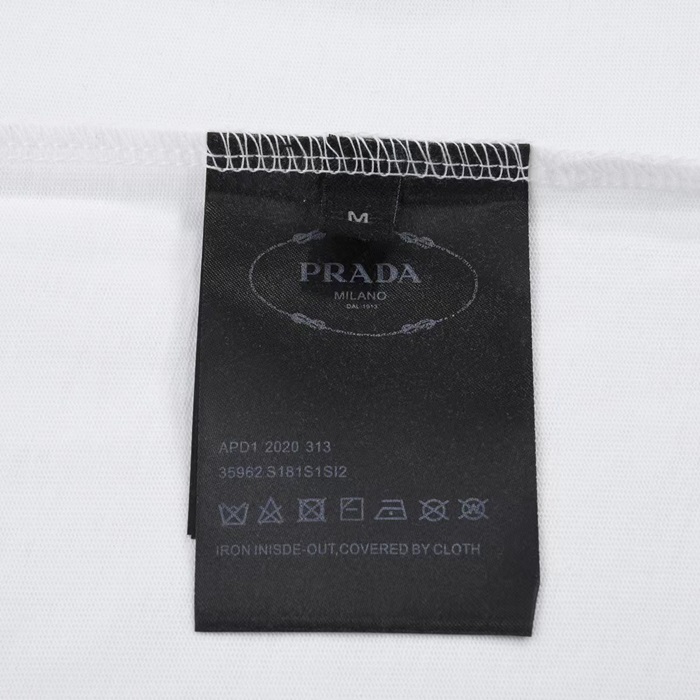 M
PRADA
MILANO
DAL 1913
APD1 2020 313
35962.S181S1SI2
IRON INISDE-OUT,COVERED BY CLOTH